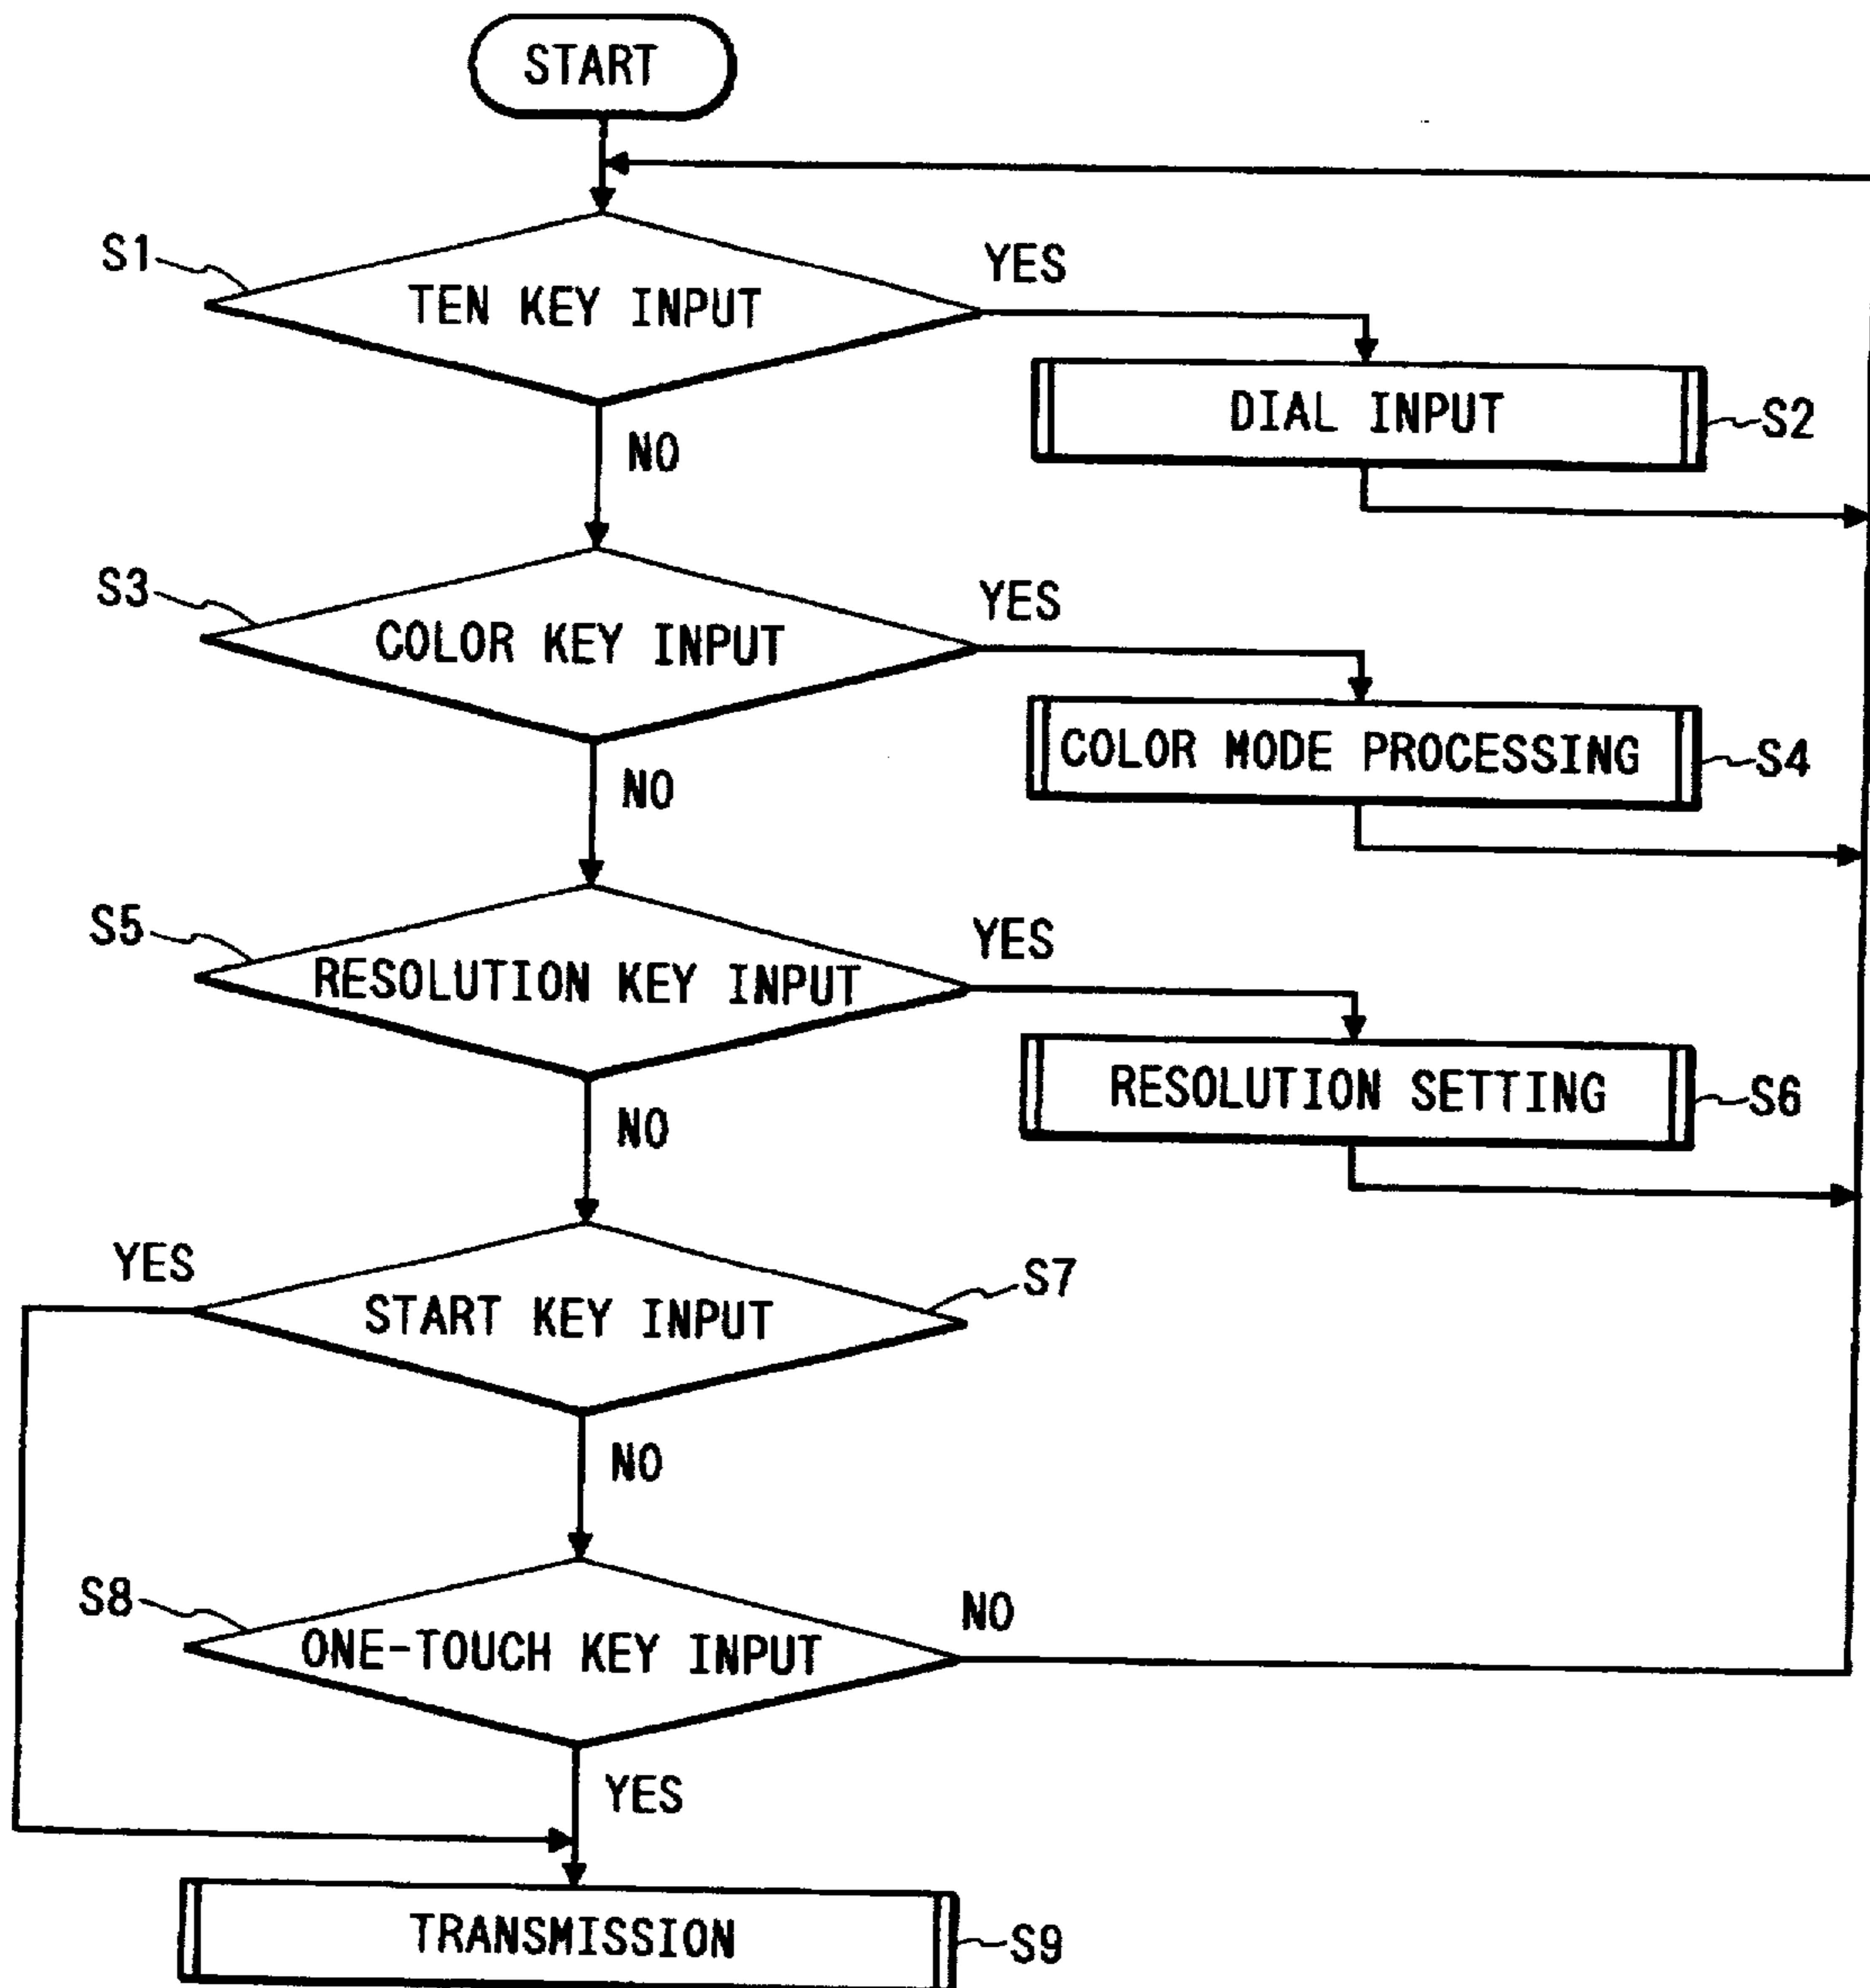 START
S1
YES
TEN KEY INPUT
DIAL INPUT
S2
NO
S3
YES
COLOR KEY INPUT
COLOR MODE PROCESSING
S4
NO
S5
YES
RESOLUTION KEY INPUT
RESOLUTION SETTING
S6
NO
YES
S7
START KEY INPUT
NO
S8
NO
ONE-TOUCH KEY INPUT
YES
TRANSMISSION
S9